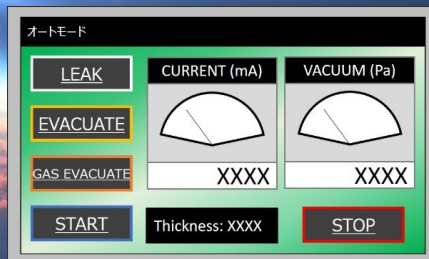 オートモード
LEAK
CURRENT (mA)
VACUUM (Pa)
EVACUATE
GAS EVACUATE
XXXX
XXXX
START
Thickness: XXXX
STOP